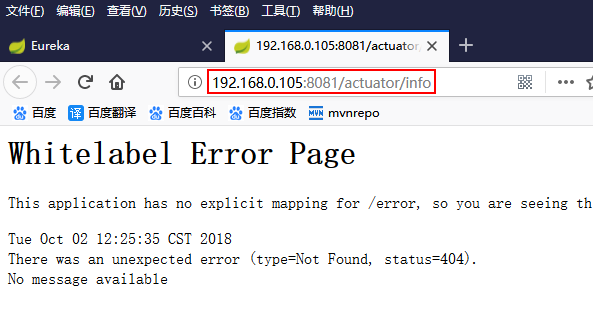 文件(F) 编辑(E) 查看(V) 历史(S) 书签(B) 工具(T) 帮助(H)
Eureka 192.168.0.105:8081/actuator
192.168.0.105:8081/actuator/info
百度 译 百度翻译 百度百科 百度指数 MVN mvnrepo
Whitelabel Error Page
This application has no explicit mapping for /error, so you are seeing th
Tue Oct 02 12:25:35 CST 2018
There was an unexpected error (type=Not Found, status=404).
No message available